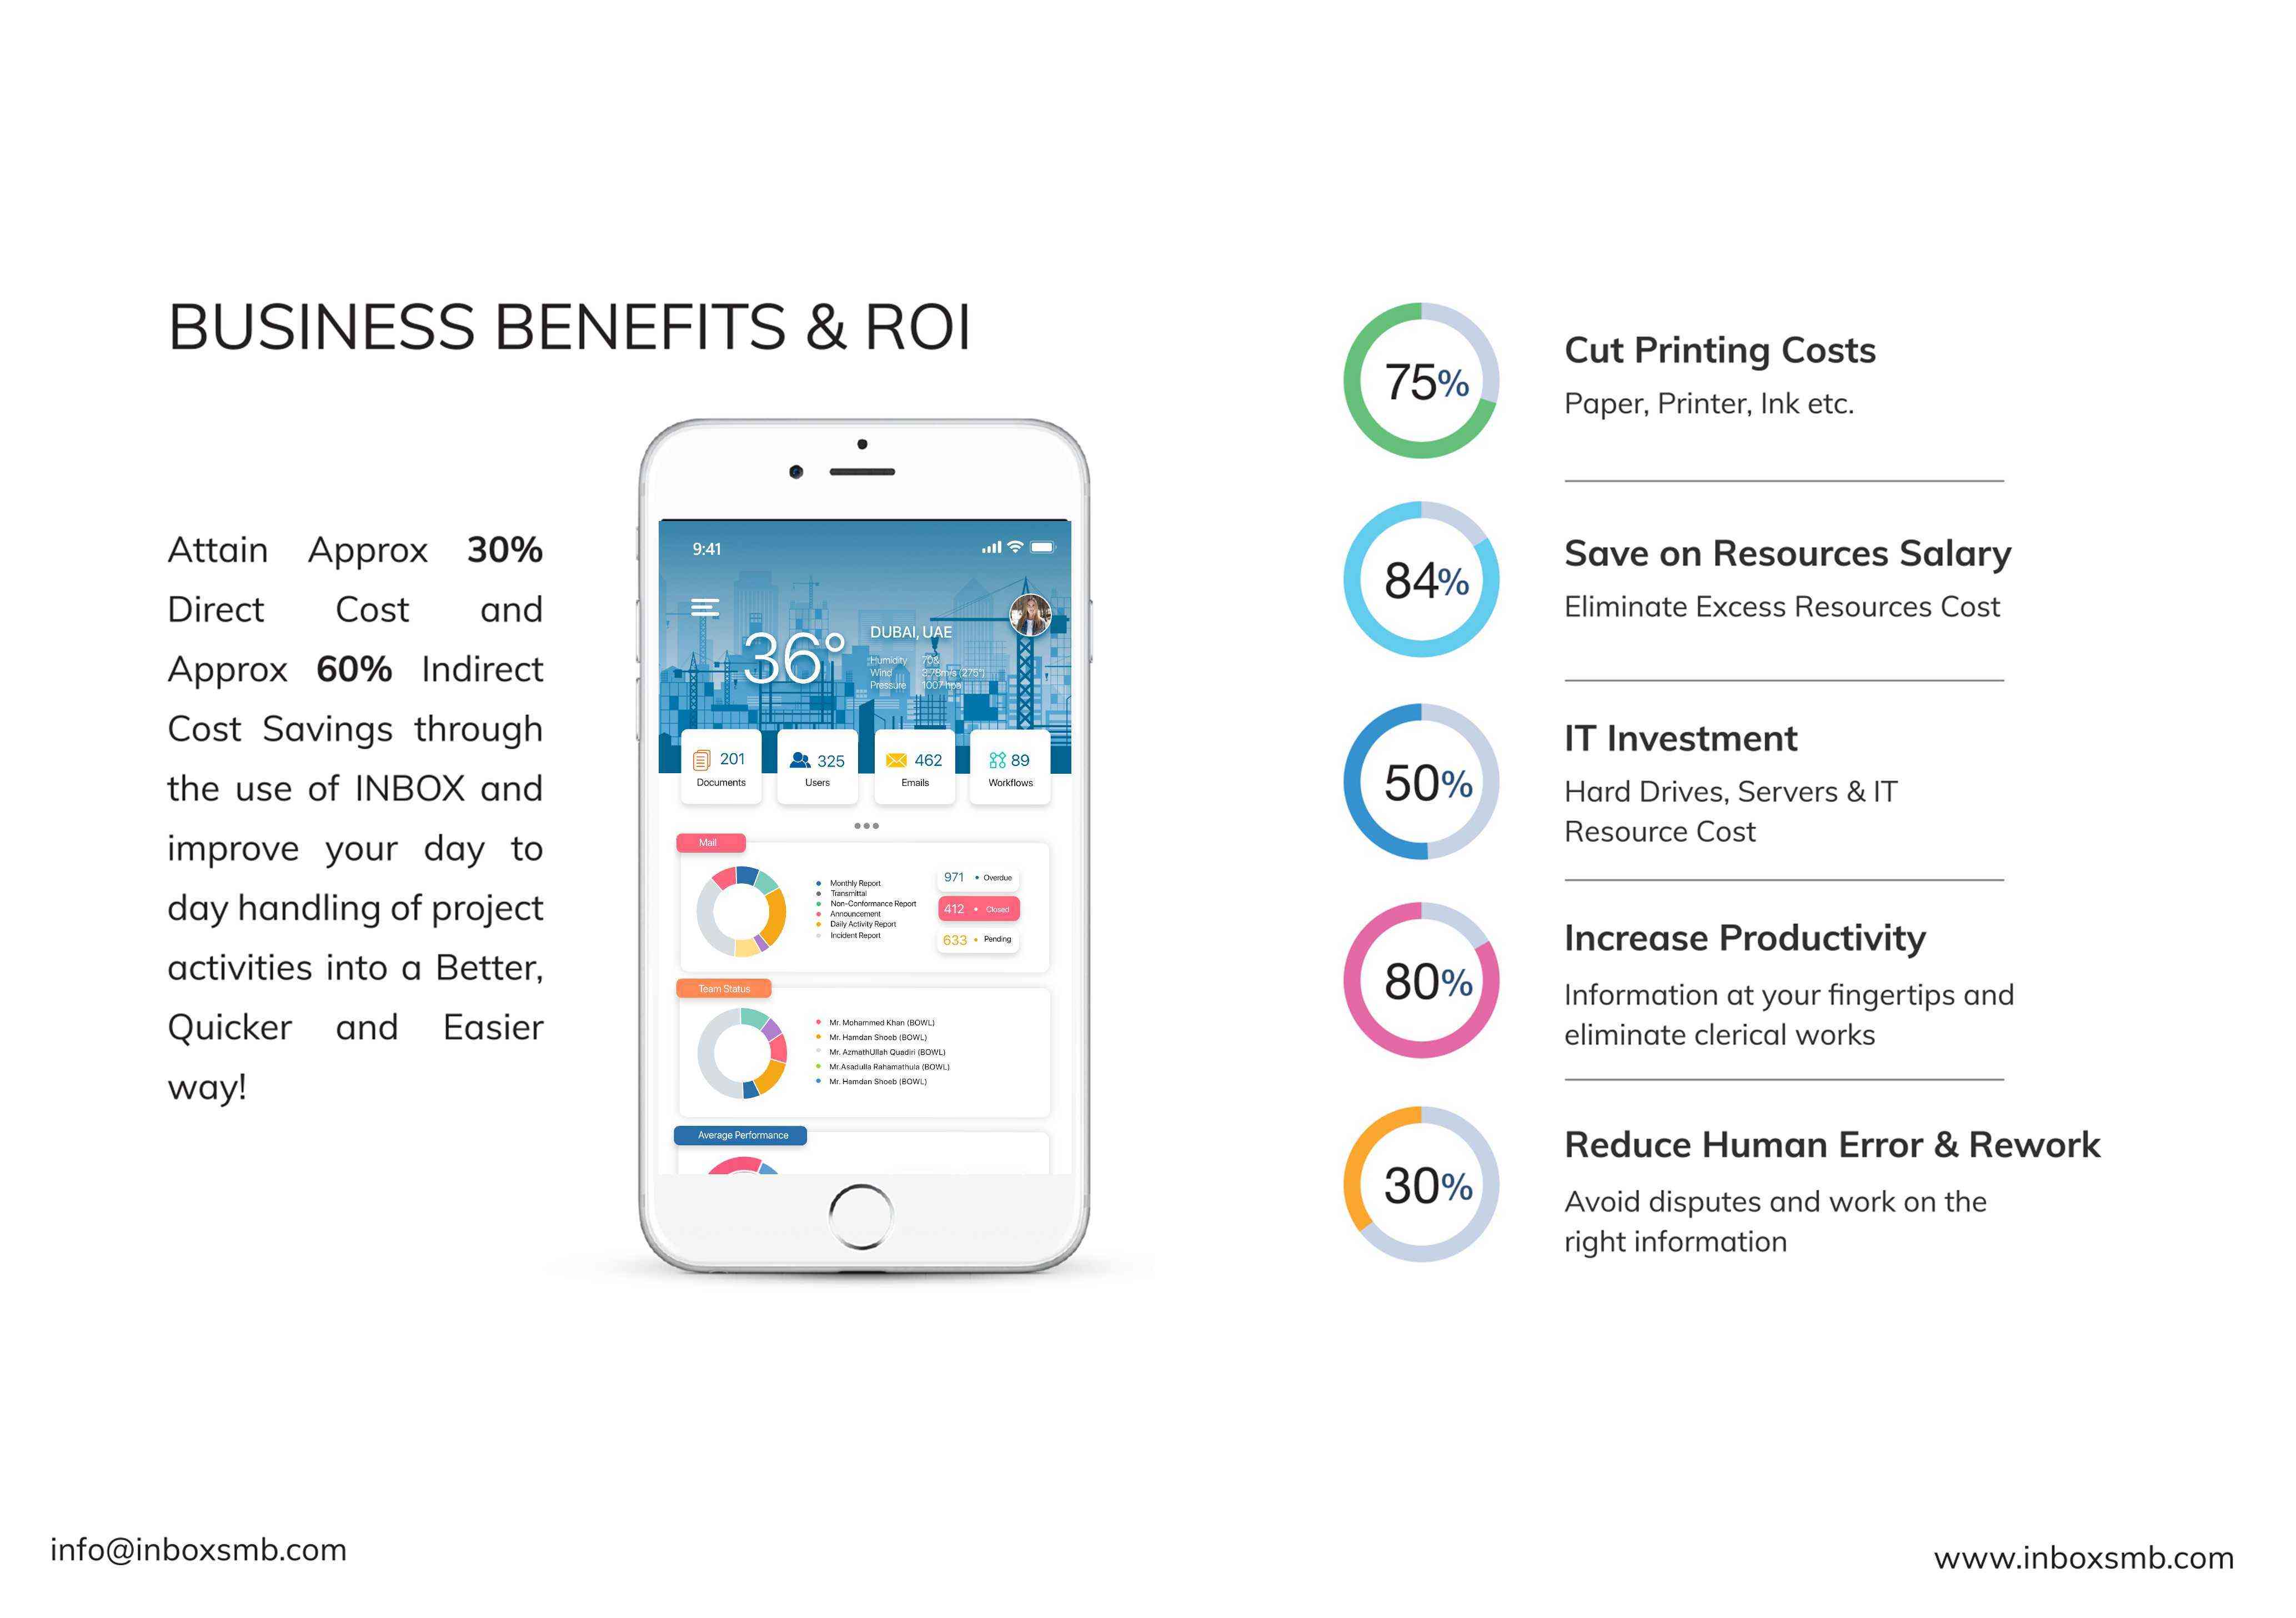 BUSINESS BENEFITS & ROI
Attain Approx 30%
Direct Cost and
Approx 60% Indirect
Cost Savings through
the use of INBOX and
improve your day to
day handling of project
activities into a Better,
Quicker and Easier
way!
9:41
36°
DUBAI, UAE
Humidity 70&
Wind 3.78m/s (275°)
Pressure 1007 hpa
201
Documents
325
Users
462
Emails
89
Workflows
Mail
Monthly Report
Transmittal
Non-Conformance Report
Announcement
Daily Activity Report
Incident Report
971 • Overdue
412 • Closed
633 • Pending
Team Status
Mr. Mohammed Khan (BOWL)
Mr. Hamdan Shoeb (BOWL)
Mr. AzmathUllah Quadiri (BOWL)
Mr.Asadulla Rahamathula (BOWL)
Mr. Hamdan Shoeb (BOWL)
Average Performance
75%
Cut Printing Costs
Paper, Printer, Ink etc.
84%
Save on Resources Salary
Eliminate Excess Resources Cost
50%
IT Investment
Hard Drives, Servers & IT
Resource Cost
80%
Increase Productivity
Information at your fingertips and
eliminate clerical works
30%
Reduce Human Error & Rework
Avoid disputes and work on the
right information
info@inboxsmb.com
www.inboxsmb.com